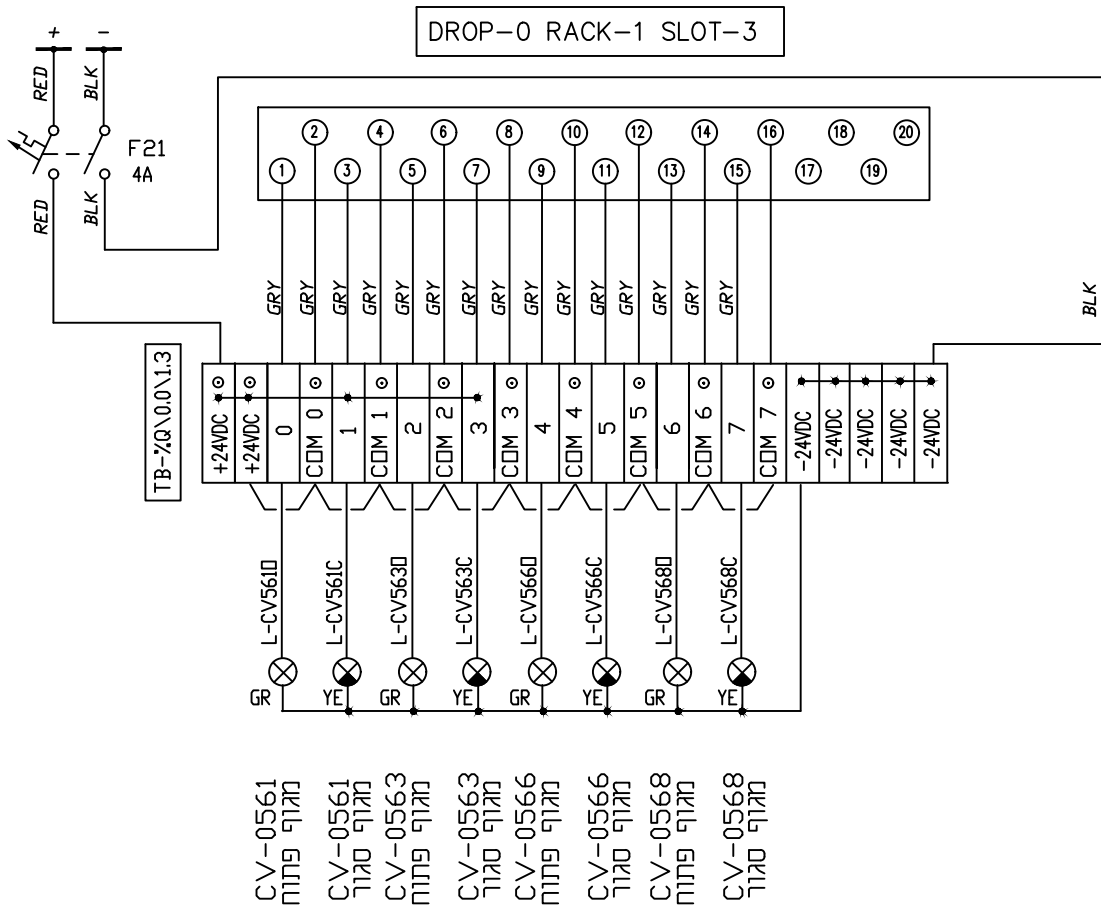 DROP-0 RACK-1 SLOT-3
+ -
RED BLK
F21
4A
RED BLK
2 4 6 8 10 12 14 16 18 20
1 3 5 7 9 11 13 15 17 19
GRY GRY GRY GRY GRY GRY GRY GRY GRY GRY GRY GRY GRY GRY GRY
BLK
TB-%Q\0.0\1.3
+24VDC
+24VDC
0
COM 0
1
COM 1
2
COM 2
3
COM 3
4
COM 4
5
COM 5
6
COM 6
7
COM 7
-24VDC
-24VDC
-24VDC
-24VDC
-24VDC
L-CV561O
L-CV561C
L-CV563O
L-CV563C
L-CV566O
L-CV566C
L-CV568O
L-CV568C
GR YE GR YE GR YE GR YE
CV-0561
מגוף פתוח
CV-0561
מגוף סגור
CV-0563
מגוף פתוח
CV-0563
מגוף סגור
CV-0566
מגוף פתוח
CV-0566
מגוף סגור
CV-0568
מגוף פתוח
CV-0568
מגוף סגור